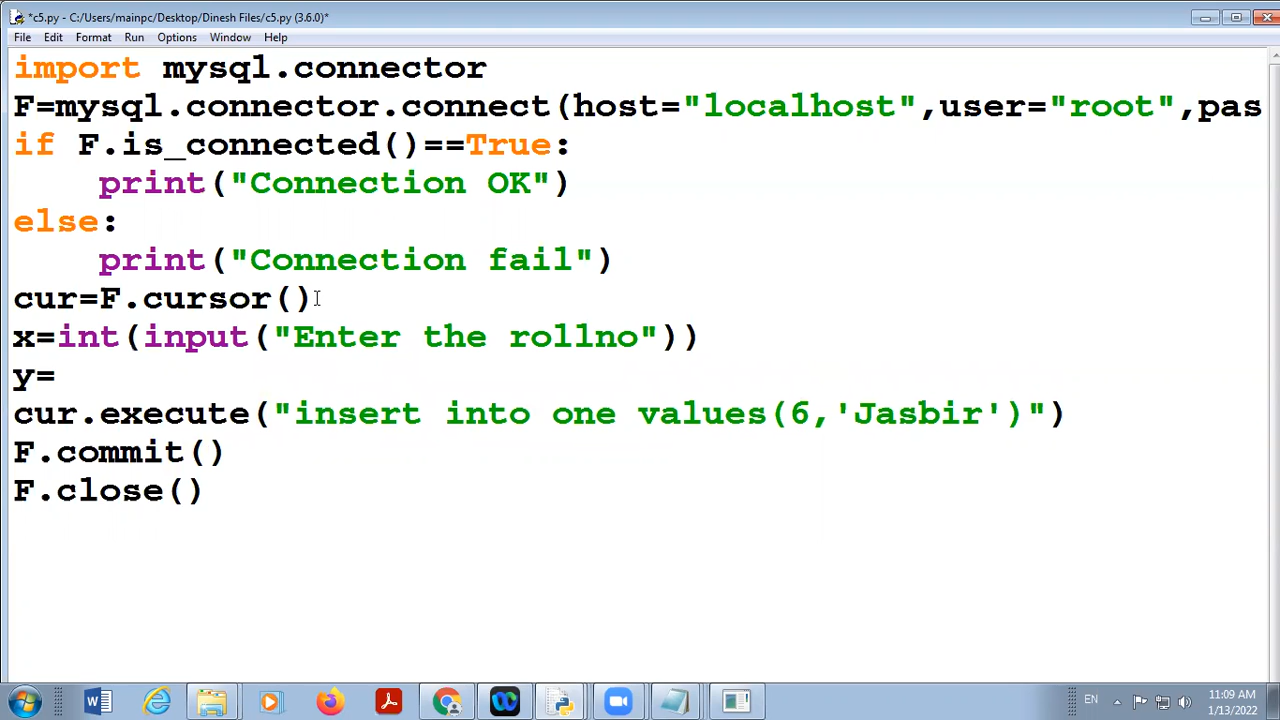 *c5.py - C:/Users/mainpc/Desktop/Dinesh Files/c5.py (3.6.0)*
File Edit Format Run Options Window Help
import mysql.connector
F=mysql.connector.connect(host="localhost",user="root",pas
if F.is_connected()==True:
    print("Connection OK")
else:
    print("Connection fail")
cur=F.cursor()
x=int(input("Enter the rollno"))
y=
cur.execute("insert into one values(6,'Jasbir')")
F.commit()
F.close()
EN
11:09 AM
1/13/2022